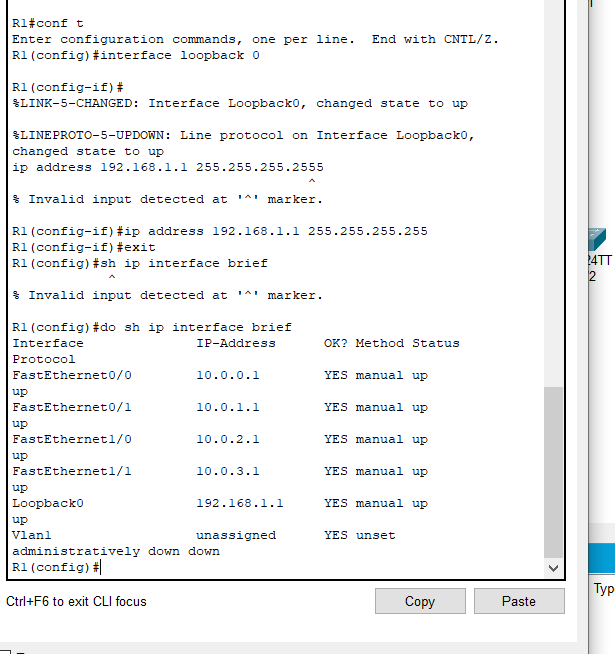 R1#conf t
Enter configuration commands, one per line.  End with CNTL/Z.
R1(config)#interface loopback 0
R1(config-if)#
%LINK-5-CHANGED: Interface Loopback0, changed state to up
%LINEPROTO-5-UPDOWN: Line protocol on Interface Loopback0,
changed state to up
ip address 192.168.1.1 255.255.255.2555
^
% Invalid input detected at '^' marker.
R1(config-if)#ip address 192.168.1.1 255.255.255.255
R1(config-if)#exit
R1(config)#sh ip interface brief
^
% Invalid input detected at '^' marker.
R1(config)#do sh ip interface brief
Interface              IP-Address      OK? Method Status
Protocol
FastEthernet0/0        10.0.0.1        YES manual up
up
FastEthernet0/1        10.0.1.1        YES manual up
up
FastEthernet1/0        10.0.2.1        YES manual up
up
FastEthernet1/1        10.0.3.1        YES manual up
up
Loopback0              192.168.1.1     YES manual up
up
Vlan1                  unassigned      YES unset
administratively down down
R1(config)#
Ctrl+F6 to exit CLI focus
Copy
Paste
24TT
2
Typ